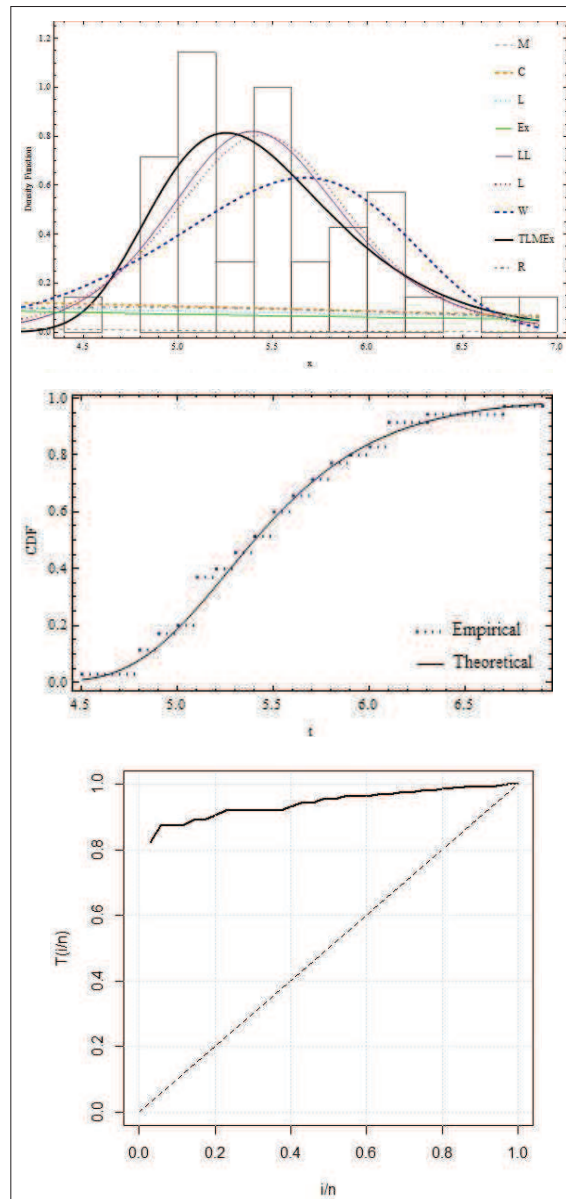 1.2
1.0
0.8
0.6
0.4
0.2
0.0
Density Function
4.5 5.0 5.5 6.0 6.5 7.0
x
M
C
L
Ex
LL
L
W
TLMEx
R
1.0
0.8
0.6
0.4
0.2
0.0
CDF
4.5 5.0 5.5 6.0 6.5
t
Empirical
Theoretical
1.0
0.8
0.6
0.4
0.2
0.0
T(i/n)
0.0 0.2 0.4 0.6 0.8 1.0
i/n